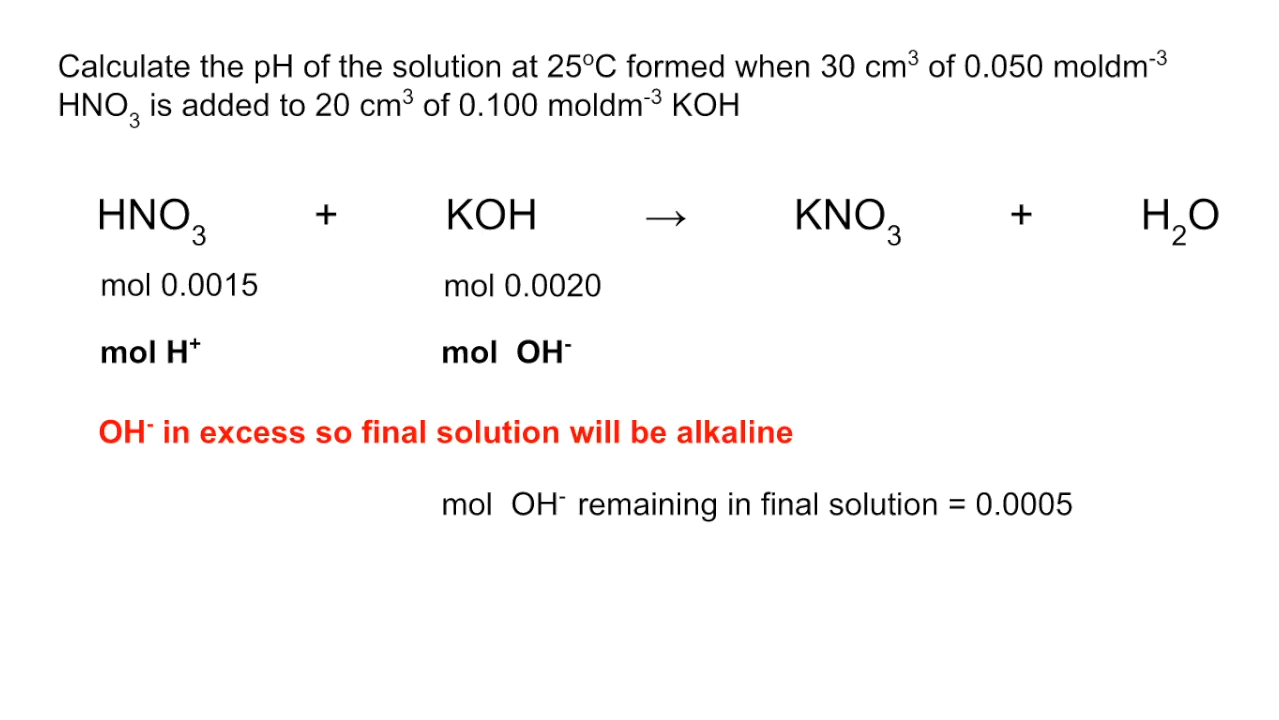 Calculate the pH of the solution at 25⁰C formed when 30 cm³ of 0.050 moldm⁻³
HNO₃ is added to 20 cm³ of 0.100 moldm⁻³ KOH
HNO₃ + KOH → KNO₃ + H₂O
mol 0.0015 mol 0.0020
mol H⁺ mol OH⁻
OH⁻ in excess so final solution will be alkaline
mol OH⁻ remaining in final solution = 0.0005